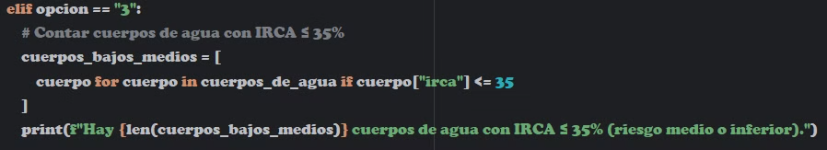 elif opcion == "3":
# Contar cuerpos de agua con IRCA ≤ 35%
cuerpos_bajos_medios = [
cuerpo for cuerpo in cuerpos_de_agua if cuerpo["irca"] <= 35
]
print(f"Hay {len(cuerpos_bajos_medios)} cuerpos de agua con IRCA ≤ 35% (riesgo medio o inferior).")